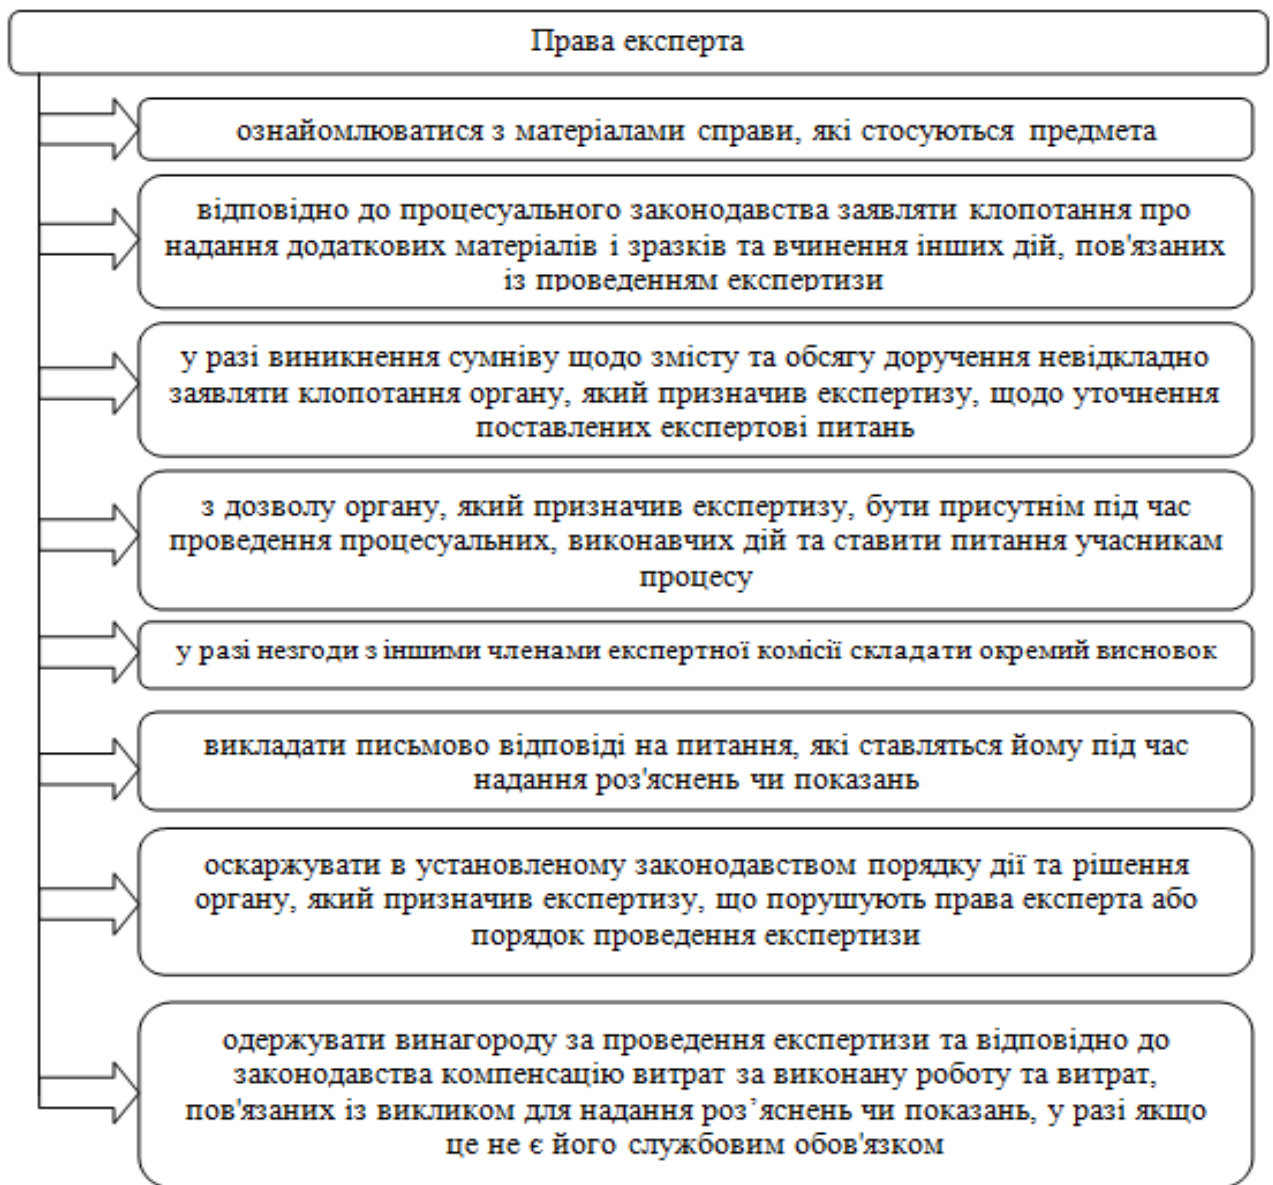 Права експерта
ознайомлюватися з матеріалами справи, які стосуються предмета
відповідно до процесуального законодавства заявляти клопотання про
надання додаткових матеріалів і зразків та вчинення інших дій, пов'язаних
із проведенням експертизи
у разі виникнення сумніву щодо змісту та обсягу доручення невідкладно
заявляти клопотання органу, який призначив експертизу, щодо уточнення
поставлених експертові питань
з дозволу органу, який призначив експертизу, бути присутнім під час
проведення процесуальних, виконавчих дій та ставити питання учасникам
процесу
у разі незгоди з іншими членами експертної комісії складати окремий висновок
викладати письмово відповіді на питання, які ставляться йому під час
надання роз'яснень чи показань
оскаржувати в установленому законодавством порядку дії та рішення
органу, який призначив експертизу, що порушують права експерта або
порядок проведення експертизи
одержувати винагороду за проведення експертизи та відповідно до
законодавства компенсацію витрат за виконану роботу та витрат,
пов'язаних із викликом для надання роз’яснень чи показань, у разі якщо
це не є його службовим обов'язком